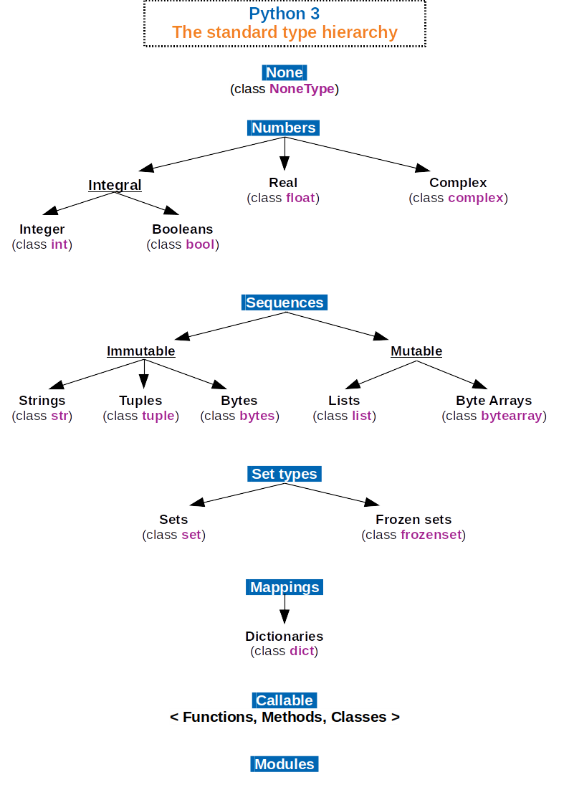 Python 3
The standard type hierarchy
None
(class NoneType)
Numbers
Integral
Real
(class float)
Complex
(class complex)
Integer
(class int)
Booleans
(class bool)
Sequences
Immutable
Mutable
Strings
(class str)
Tuples
(class tuple)
Bytes
(class bytes)
Lists
(class list)
Byte Arrays
(class bytearray)
Set types
Sets
(class set)
Frozen sets
(class frozenset)
Mappings
Dictionaries
(class dict)
Callable
< Functions, Methods, Classes >
Modules